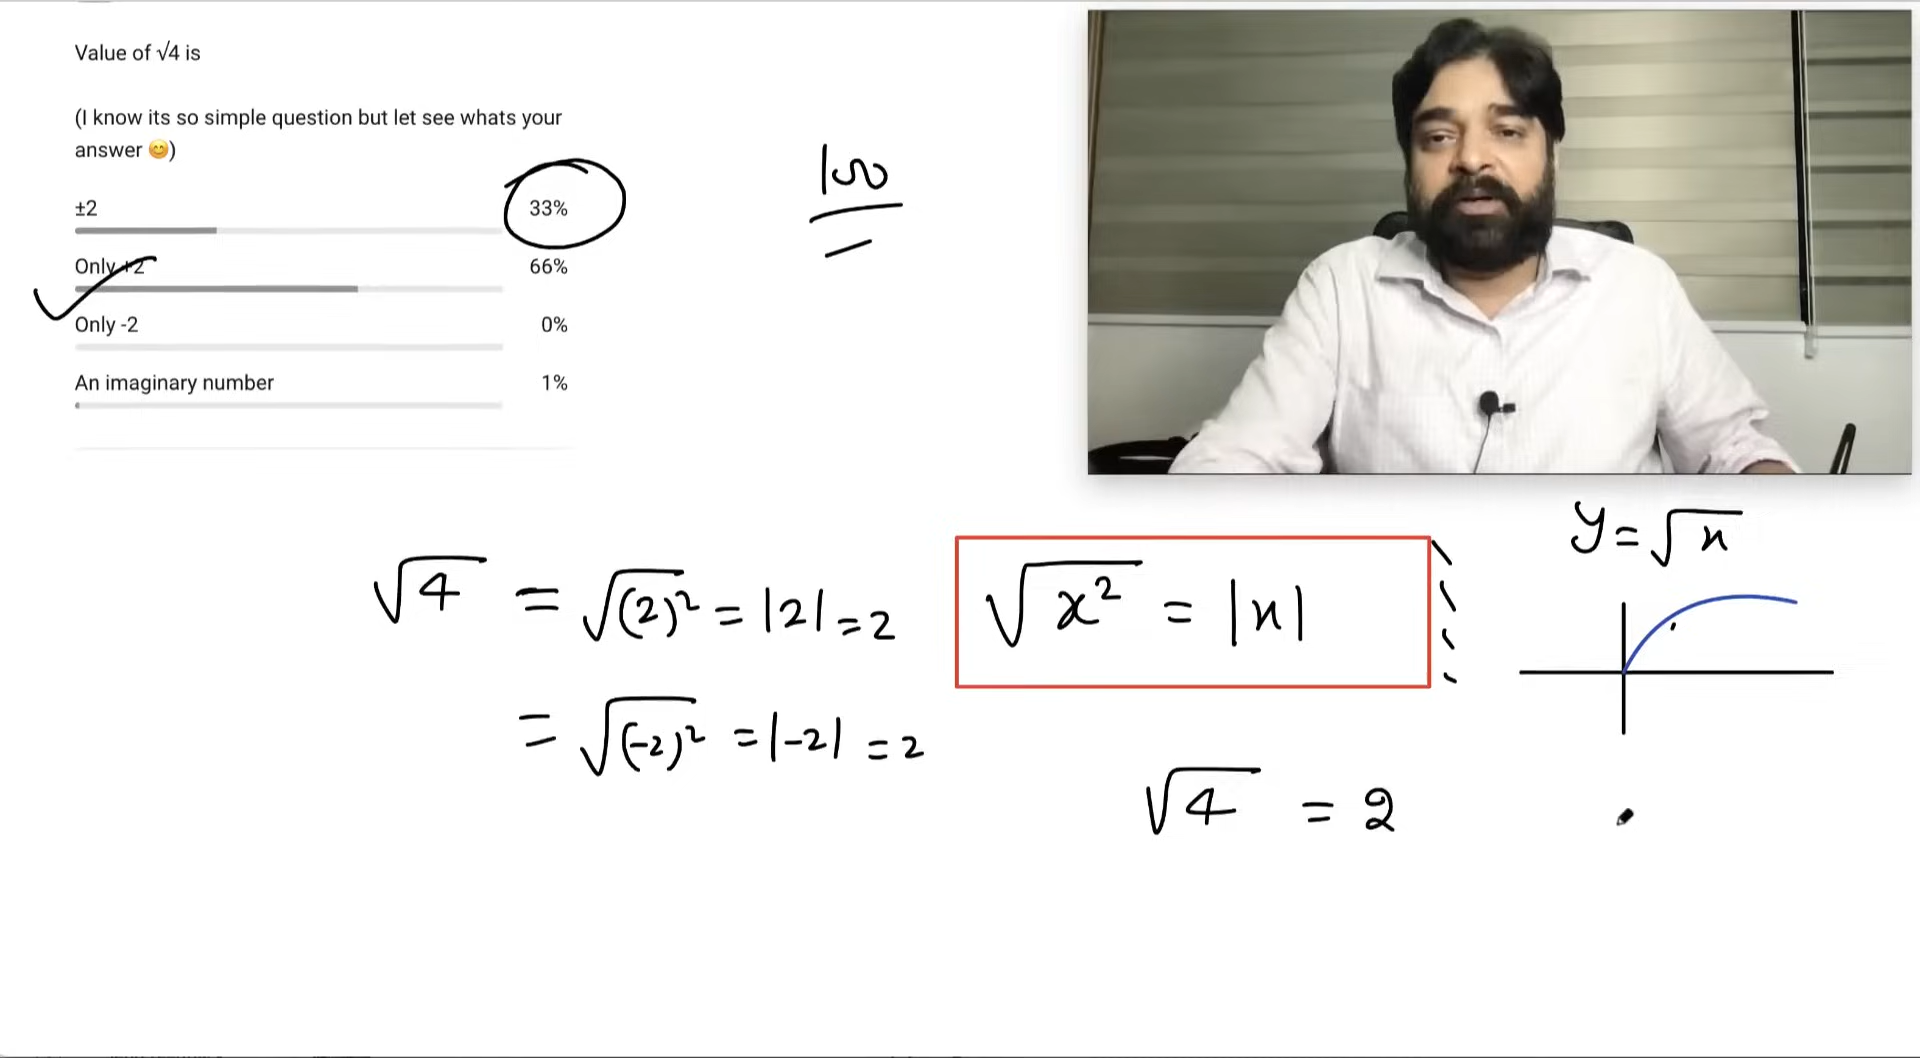 Value of √4 is
(I know its so simple question but let see whats your
answer 😊)
±2 33%
Only +2 66%
Only -2 0%
An imaginary number 1%
100
y = √x
√4 = √(2)² = |2| = 2
√x² = |x|
= √(-2)² = |-2| = 2
√4 = 2